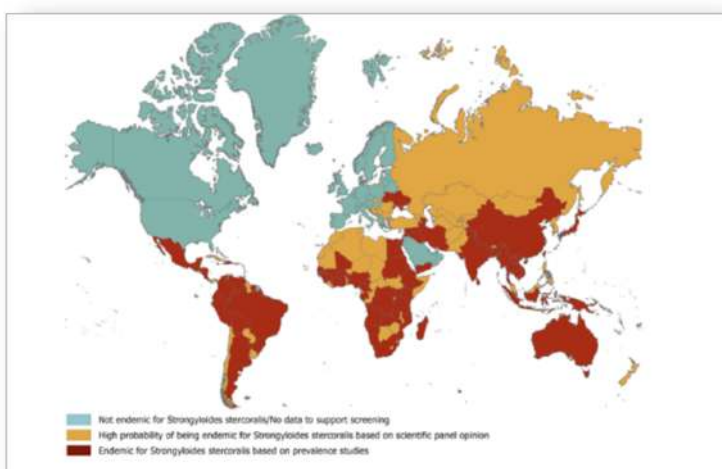 Not endemic for Strongyloides stercoralis/No data to support screening
High probability of being endemic for Strongyloides stercoralis based on scientific panel opinion
Endemic for Strongyloides stercoralis based on prevalence studies